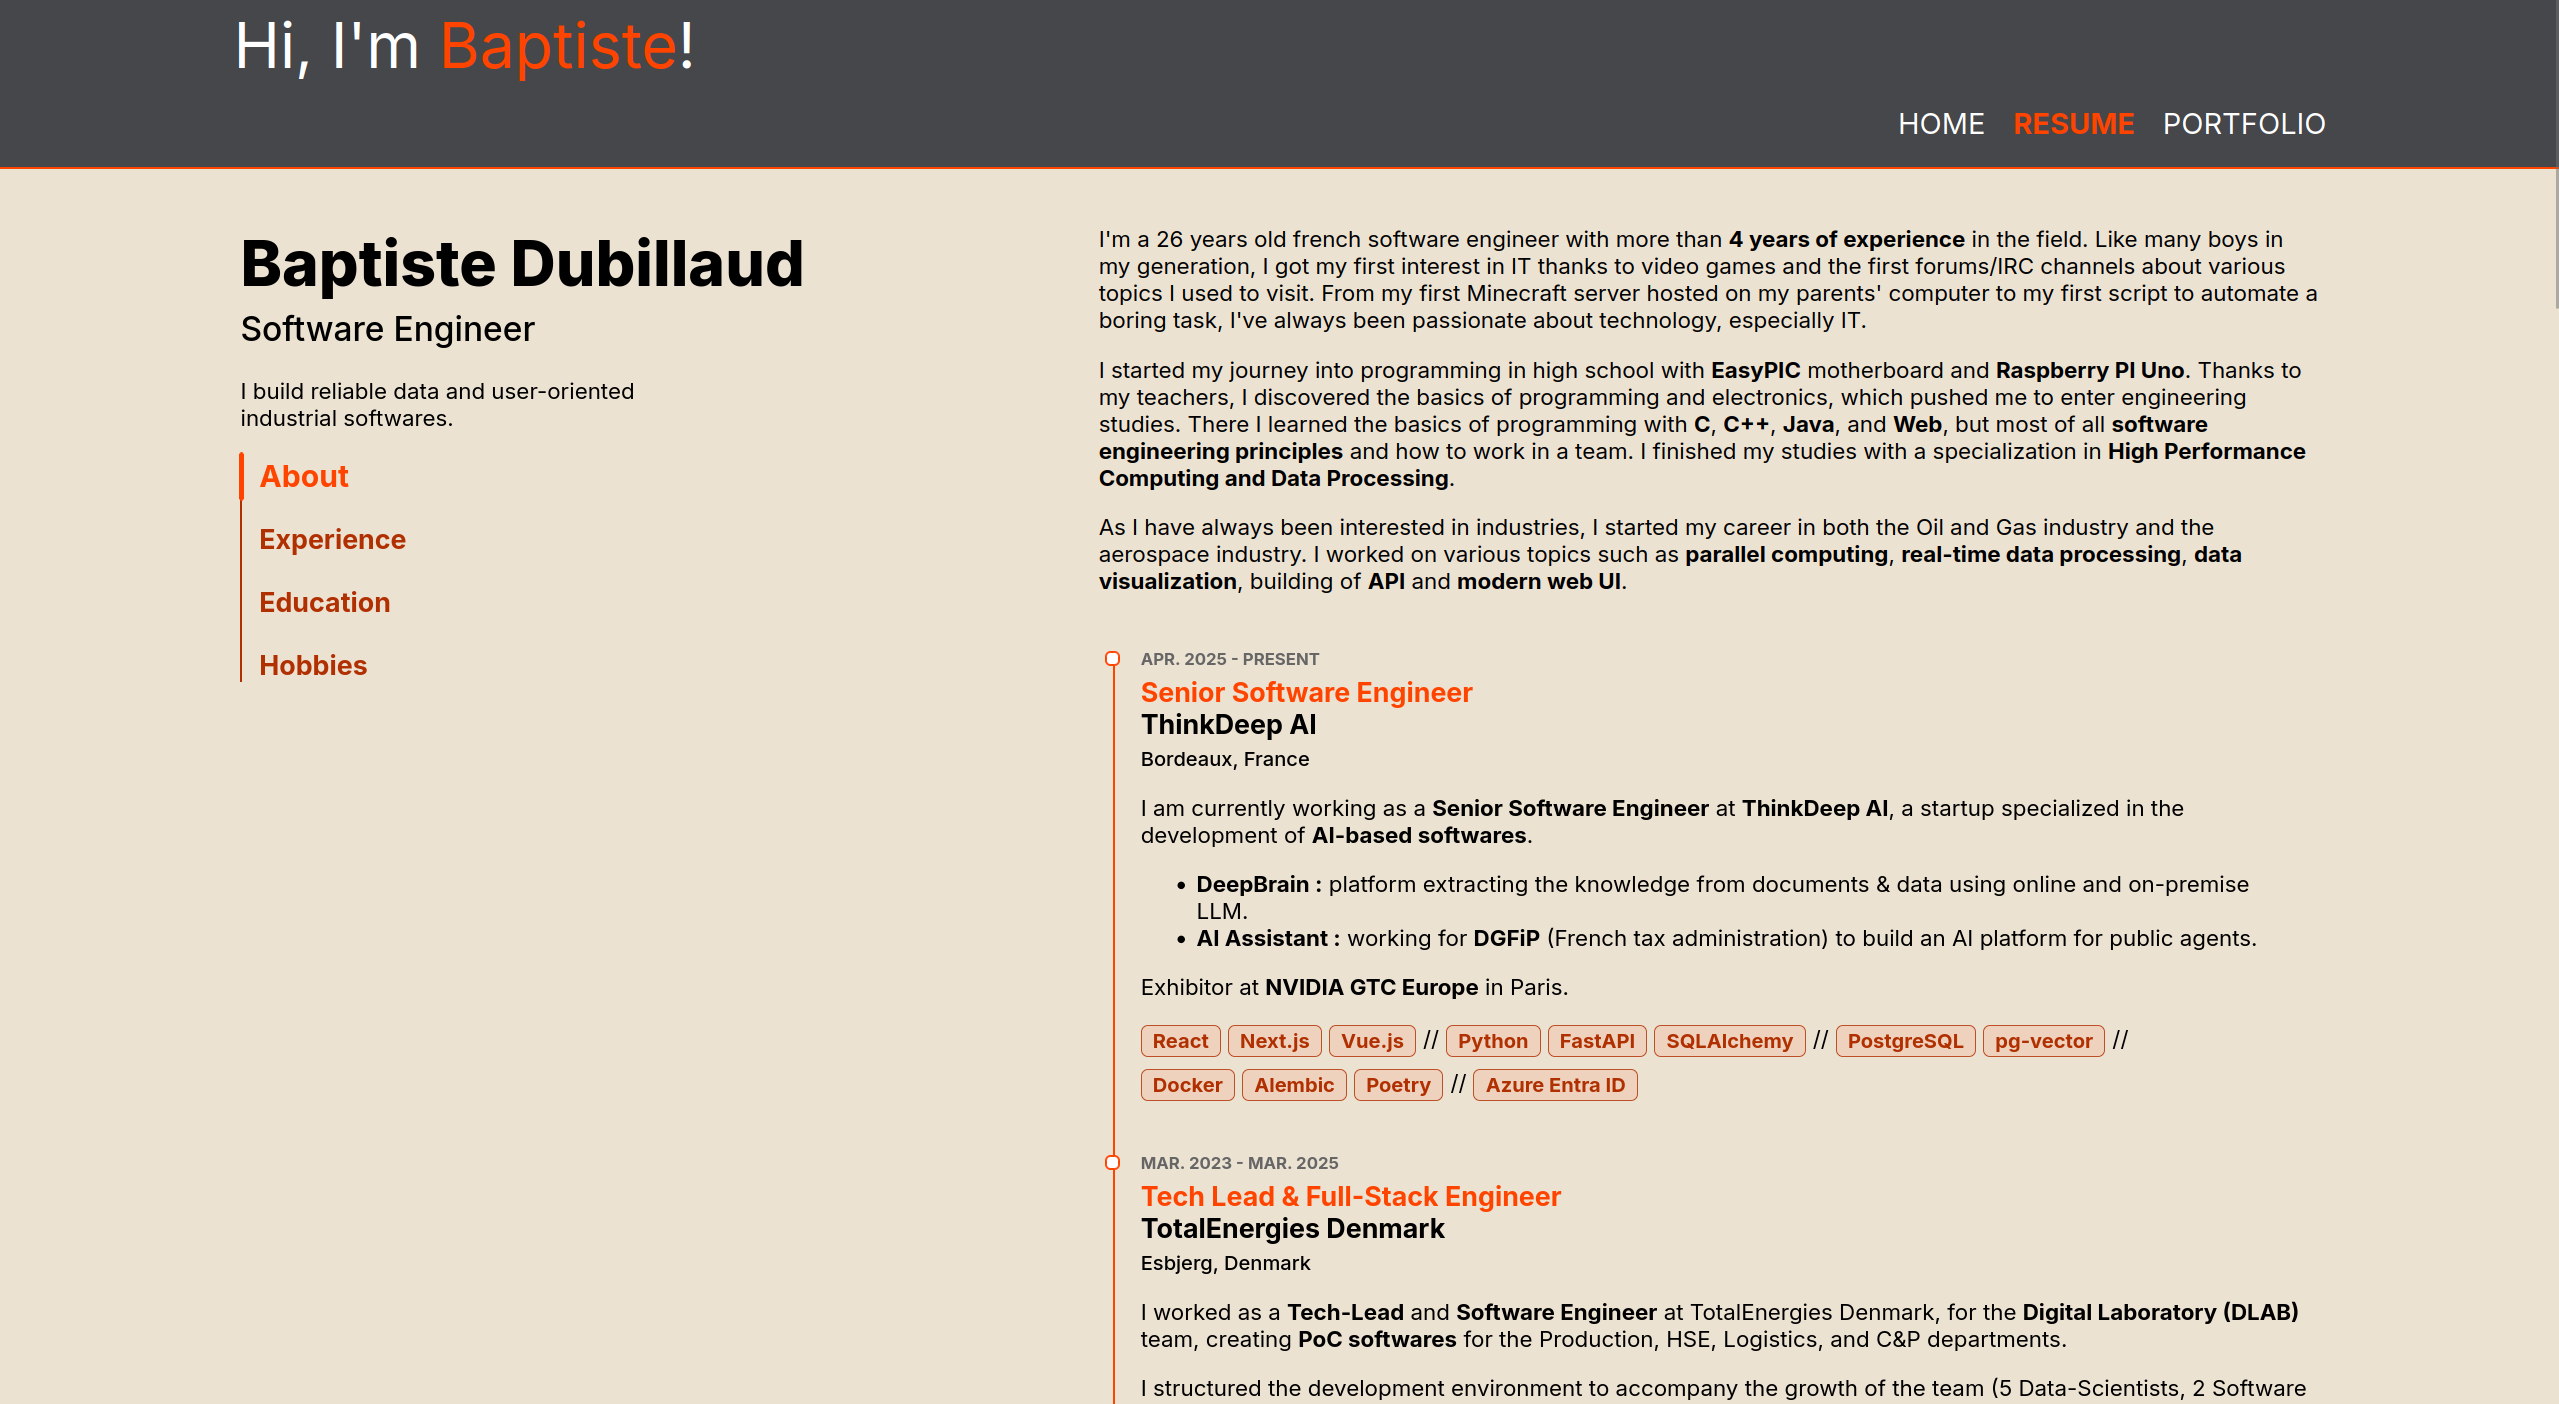 Hi, I'm Baptiste!
HOME RESUME PORTFOLIO
Baptiste Dubillaud
Software Engineer
I build reliable data and user-oriented
industrial softwares.
About
Experience
Education
Hobbies
I'm a 26 years old french software engineer with more than 4 years of experience in the field. Like many boys in
my generation, I got my first interest in IT thanks to video games and the first forums/IRC channels about various
topics I used to visit. From my first Minecraft server hosted on my parents' computer to my first script to automate a
boring task, I've always been passionate about technology, especially IT.
I started my journey into programming in high school with EasyPIC motherboard and Raspberry PI Uno. Thanks to
my teachers, I discovered the basics of programming and electronics, which pushed me to enter engineering
studies. There I learned the basics of programming with C, C++, Java, and Web, but most of all software
engineering principles and how to work in a team. I finished my studies with a specialization in High Performance
Computing and Data Processing.
As I have always been interested in industries, I started my career in both the Oil and Gas industry and the
aerospace industry. I worked on various topics such as parallel computing, real-time data processing, data
visualization, building of API and modern web UI.
APR. 2025 - PRESENT
Senior Software Engineer
ThinkDeep AI
Bordeaux, France
I am currently working as a Senior Software Engineer at ThinkDeep AI, a startup specialized in the
development of AI-based softwares.
• DeepBrain : platform extracting the knowledge from documents & data using online and on-premise
LLM.
• AI Assistant : working for DGFiP (French tax administration) to build an AI platform for public agents.
Exhibitor at NVIDIA GTC Europe in Paris.
React Next.js Vue.js // Python FastAPI SQLAlchemy // PostgreSQL pg-vector //
Docker Alembic Poetry // Azure Entra ID
MAR. 2023 - MAR. 2025
Tech Lead & Full-Stack Engineer
TotalEnergies Denmark
Esbjerg, Denmark
I worked as a Tech-Lead and Software Engineer at TotalEnergies Denmark, for the Digital Laboratory (DLAB)
team, creating PoC softwares for the Production, HSE, Logistics, and C&P departments.
I structured the development environment to accompany the growth of the team (5 Data-Scientists, 2 Software